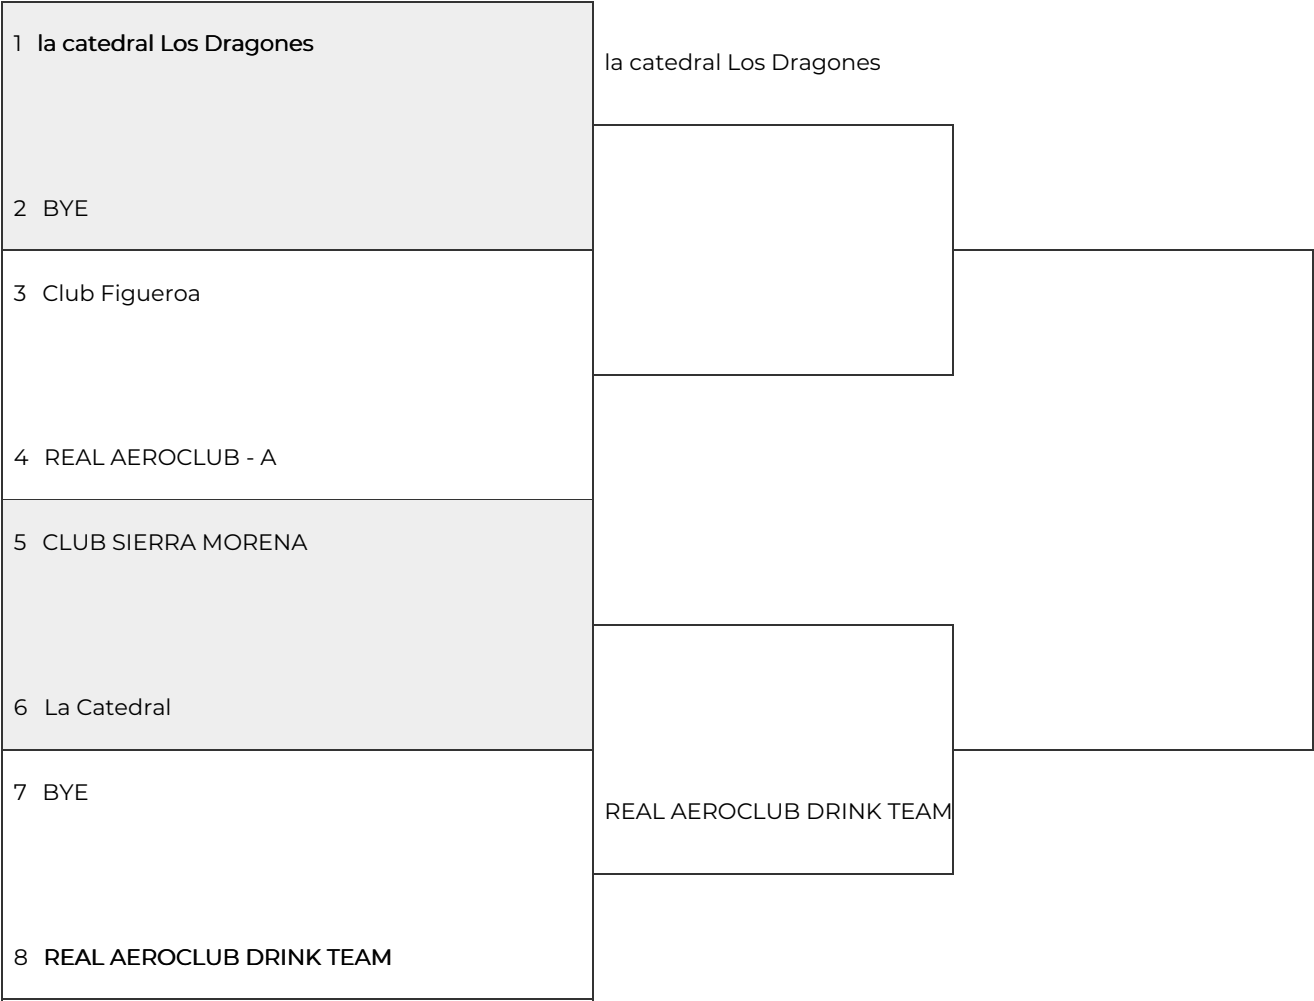 1 la catedral Los Dragones
la catedral Los Dragones
2 BYE
3 Club Figueroa
4 REAL AEROCLUB - A
5 CLUB SIERRA MORENA
6 La Catedral
7 BYE
REAL AEROCLUB DRINK TEAM
8 REAL AEROCLUB DRINK TEAM